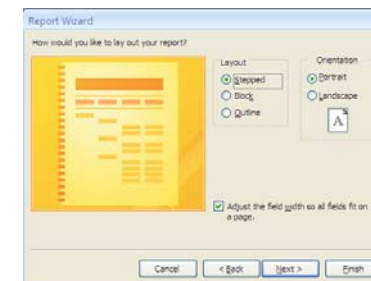 Report Wizard
How would you like to lay out your report?
Layout
Stepped
Block
Outline
Orientation
Portrait
Landscape
A
Adjust the field width so all fields fit on
a page.
Cancel
< Back
Next >
Finish